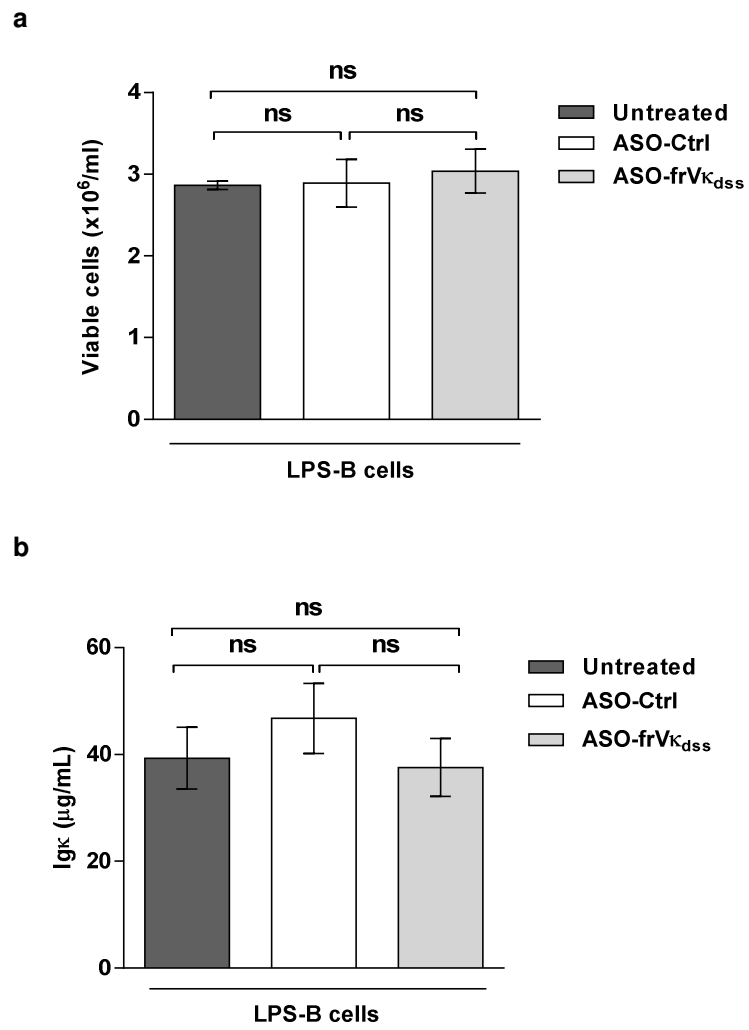 a
ns
ns ns
4
3
2
1
0
Viable cells (x10⁶/ml)
Untreated
ASO-Ctrl
ASO-frVκdss
LPS-B cells
b
ns
ns ns
60
40
20
0
Igκ (µg/mL)
Untreated
ASO-Ctrl
ASO-frVκdss
LPS-B cells